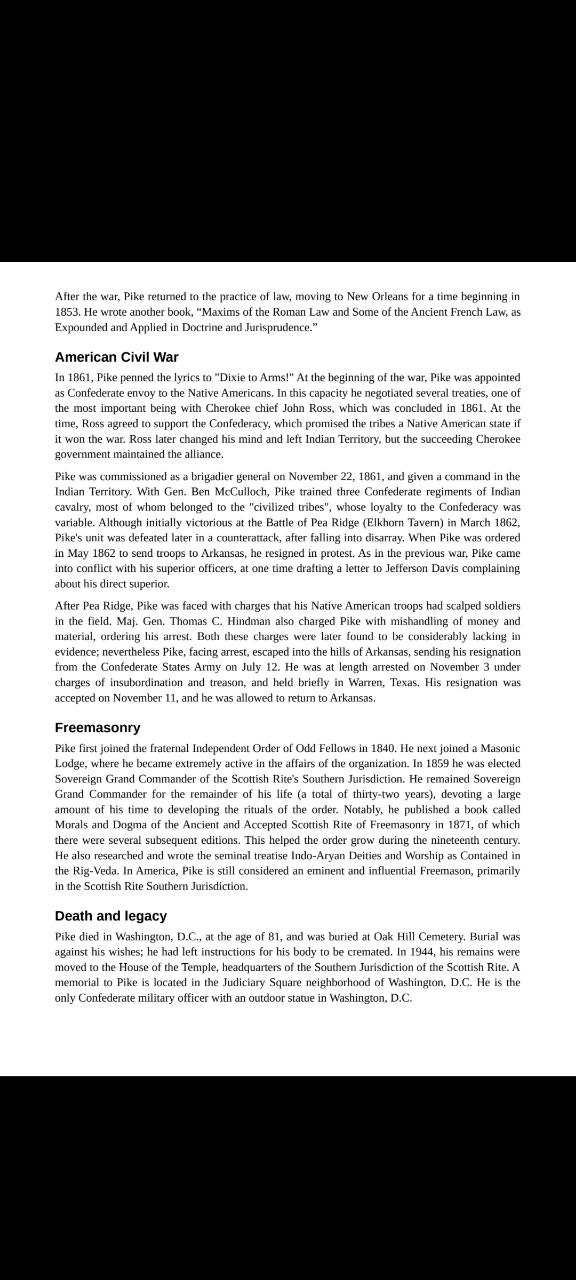 After the war, Pike returned to the practice of law, moving to New Orleans for a time beginning in
1853. He wrote another book, “Maxims of the Roman Law and Some of the Ancient French Law, as
Expounded and Applied in Doctrine and Jurisprudence.”
American Civil War
In 1861, Pike penned the lyrics to "Dixie to Arms!" At the beginning of the war, Pike was appointed
as Confederate envoy to the Native Americans. In this capacity he negotiated several treaties, one of
the most important being with Cherokee chief John Ross, which was concluded in 1861. At the
time, Ross agreed to support the Confederacy, which promised the tribes a Native American state if
it won the war. Ross later changed his mind and left Indian Territory, but the succeeding Cherokee
government maintained the alliance.
Pike was commissioned as a brigadier general on November 22, 1861, and given a command in the
Indian Territory. With Gen. Ben McCulloch, Pike trained three Confederate regiments of Indian
cavalry, most of whom belonged to the "civilized tribes", whose loyalty to the Confederacy was
variable. Although initially victorious at the Battle of Pea Ridge (Elkhorn Tavern) in March 1862,
Pike's unit was defeated later in a counterattack, after falling into disarray. When Pike was ordered
in May 1862 to send troops to Arkansas, he resigned in protest. As in the previous war, Pike came
into conflict with his superior officers, at one time drafting a letter to Jefferson Davis complaining
about his direct superior.
After Pea Ridge, Pike was faced with charges that his Native American troops had scalped soldiers
in the field. Maj. Gen. Thomas C. Hindman also charged Pike with mishandling of money and
material, ordering his arrest. Both these charges were later found to be considerably lacking in
evidence; nevertheless Pike, facing arrest, escaped into the hills of Arkansas, sending his resignation
from the Confederate States Army on July 12. He was at length arrested on November 3 under
charges of insubordination and treason, and held briefly in Warren, Texas. His resignation was
accepted on November 11, and he was allowed to return to Arkansas.
Freemasonry
Pike first joined the fraternal Independent Order of Odd Fellows in 1840. He next joined a Masonic
Lodge, where he became extremely active in the affairs of the organization. In 1859 he was elected
Sovereign Grand Commander of the Scottish Rite's Southern Jurisdiction. He remained Sovereign
Grand Commander for the remainder of his life (a total of thirty-two years), devoting a large
amount of his time to developing the rituals of the order. Notably, he published a book called
Morals and Dogma of the Ancient and Accepted Scottish Rite of Freemasonry in 1871, of which
there were several subsequent editions. This helped the order grow during the nineteenth century.
He also researched and wrote the seminal treatise Indo-Aryan Deities and Worship as Contained in
the Rig-Veda. In America, Pike is still considered an eminent and influential Freemason, primarily
in the Scottish Rite Southern Jurisdiction.
Death and legacy
Pike died in Washington, D.C., at the age of 81, and was buried at Oak Hill Cemetery. Burial was
against his wishes; he had left instructions for his body to be cremated. In 1944, his remains were
moved to the House of the Temple, headquarters of the Southern Jurisdiction of the Scottish Rite. A
memorial to Pike is located in the Judiciary Square neighborhood of Washington, D.C. He is the
only Confederate military officer with an outdoor statue in Washington, D.C.